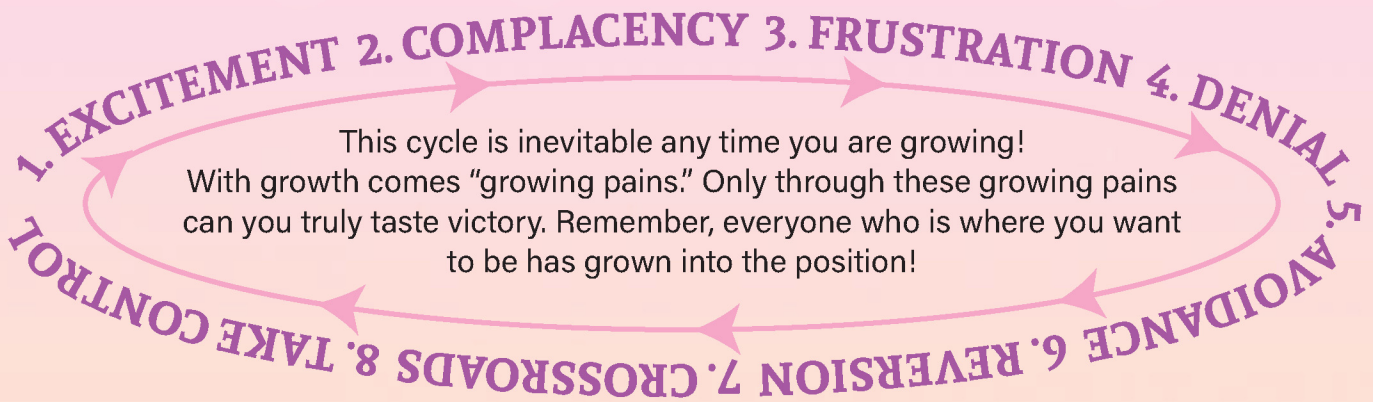 1. EXCITEMENT 2. COMPLACENCY 3. FRUSTRATION 4. DENIAL 5. AVOIDANCE 6. REVERSION 7. CROSSROADS 8. TAKE CONTROL
This cycle is inevitable any time you are growing!
With growth comes “growing pains.” Only through these growing pains
can you truly taste victory. Remember, everyone who is where you want
to be has grown into the position!